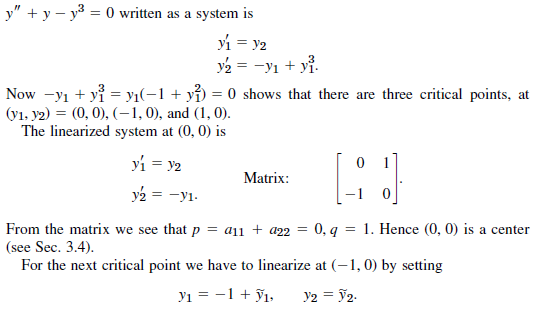 y″ + y − y³ = 0 written as a system is
y₁′ = y₂
y₂′ = −y₁ + y₁³.
Now −y₁ + y₁³ = y₁(−1 + y₁²) = 0 shows that there are three critical points, at
(y₁, y₂) = (0, 0), (−1, 0), and (1, 0).
The linearized system at (0, 0) is
y₁′ = y₂
y₂′ = −y₁.
Matrix:
[ 0 1 ]
[ −1 0 ].
From the matrix we see that p = a₁₁ + a₂₂ = 0, q = 1. Hence (0, 0) is a center
(see Sec. 3.4).
For the next critical point we have to linearize at (−1, 0) by setting
y₁ = −1 + ỹ₁, y₂ = ỹ₂.